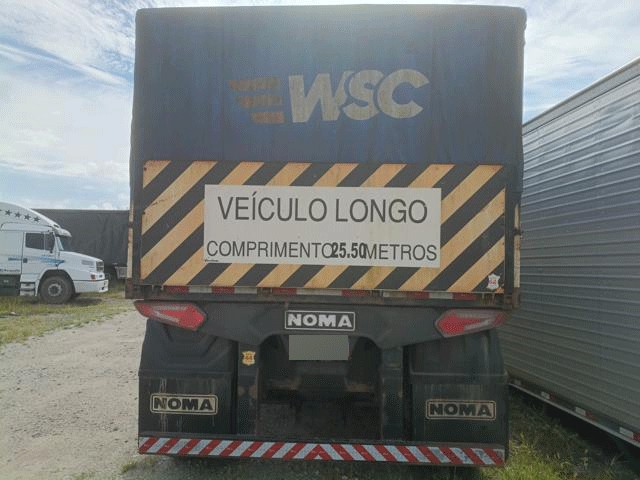 WSC
VEÍCULO LONGO
COMPRIMENTO 25.50 METROS
NOMA
NOMA
NOMA